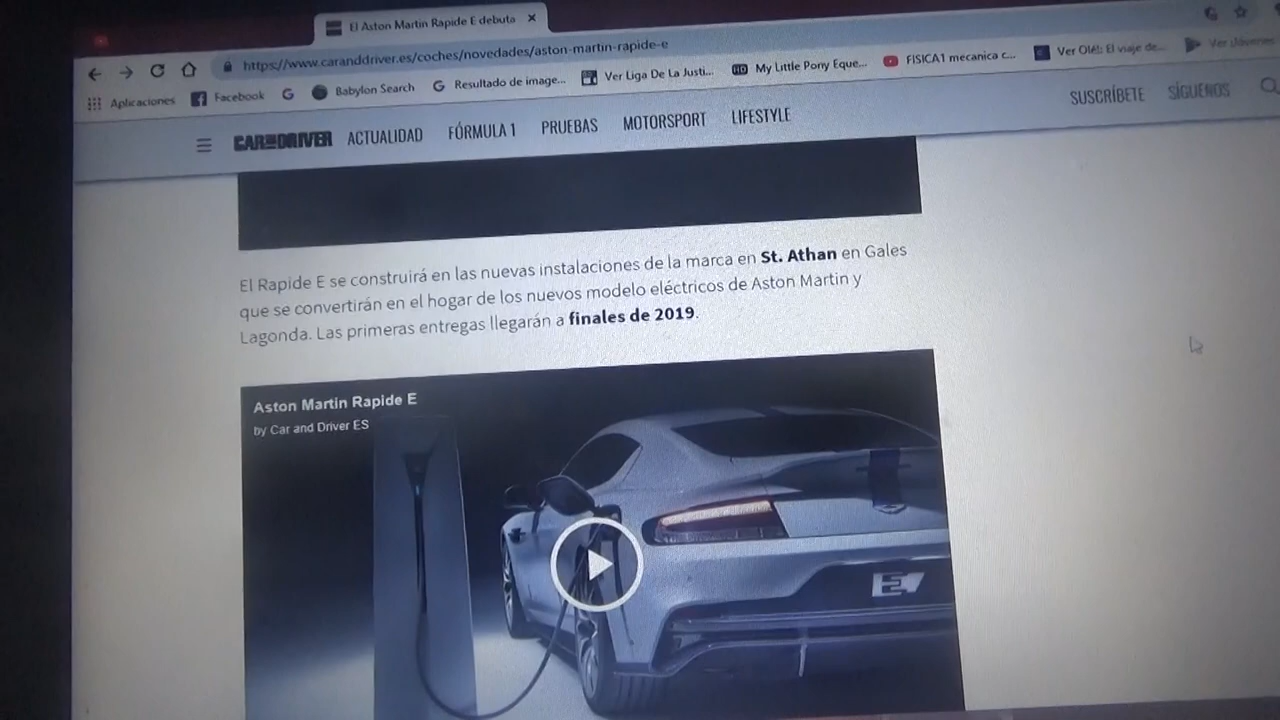 El Aston Martin Rapide E debuta
https://www.caranddriver.es/coches/novedades/aston-martin-rapide-e
Aplicaciones Facebook Babylon Search Resultado de image... Ver Liga De La Justi... My Little Pony Eque... FISICA1 mecanica c... Ver Olé!: El viaje de...
CAR AND DRIVER ACTUALIDAD FÓRMULA 1 PRUEBAS MOTORSPORT LIFESTYLE SUSCRÍBETE SÍGUENOS
El Rapide E se construirá en las nuevas instalaciones de la marca en St. Athan en Gales
que se convertirán en el hogar de los nuevos modelo eléctricos de Aston Martin y
Lagonda. Las primeras entregas llegarán a finales de 2019.
Aston Martin Rapide E
by Car and Driver ES
E